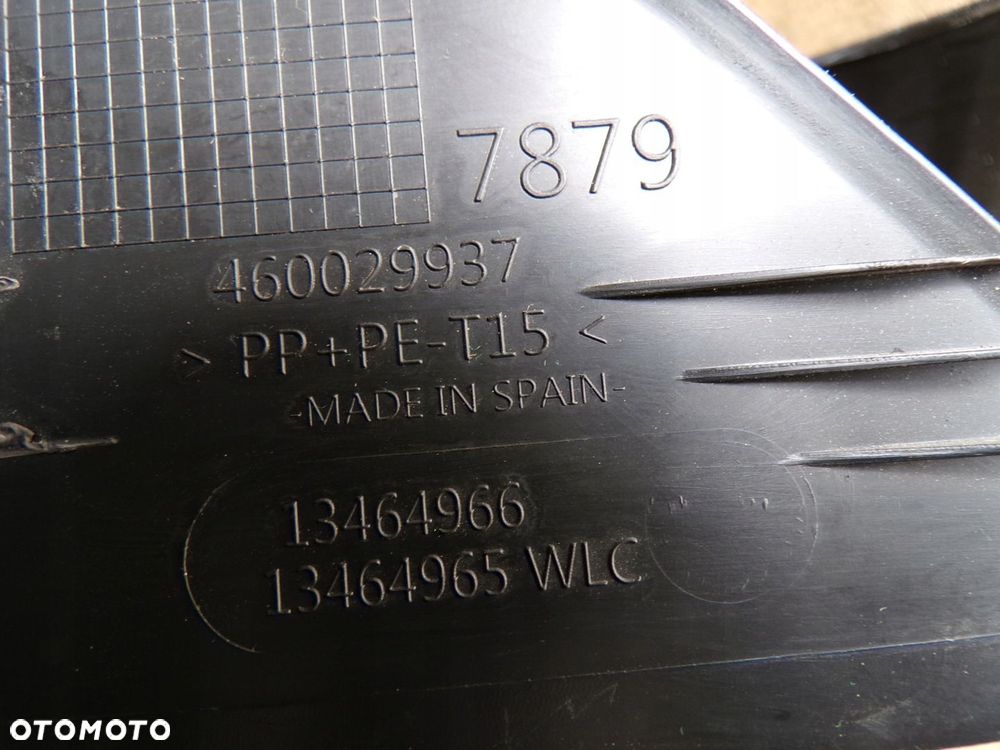 7879
460029937
> PP+PE-T15 <
-MADE IN SPAIN-
13464966
13464965 WLC
OTOMOTO